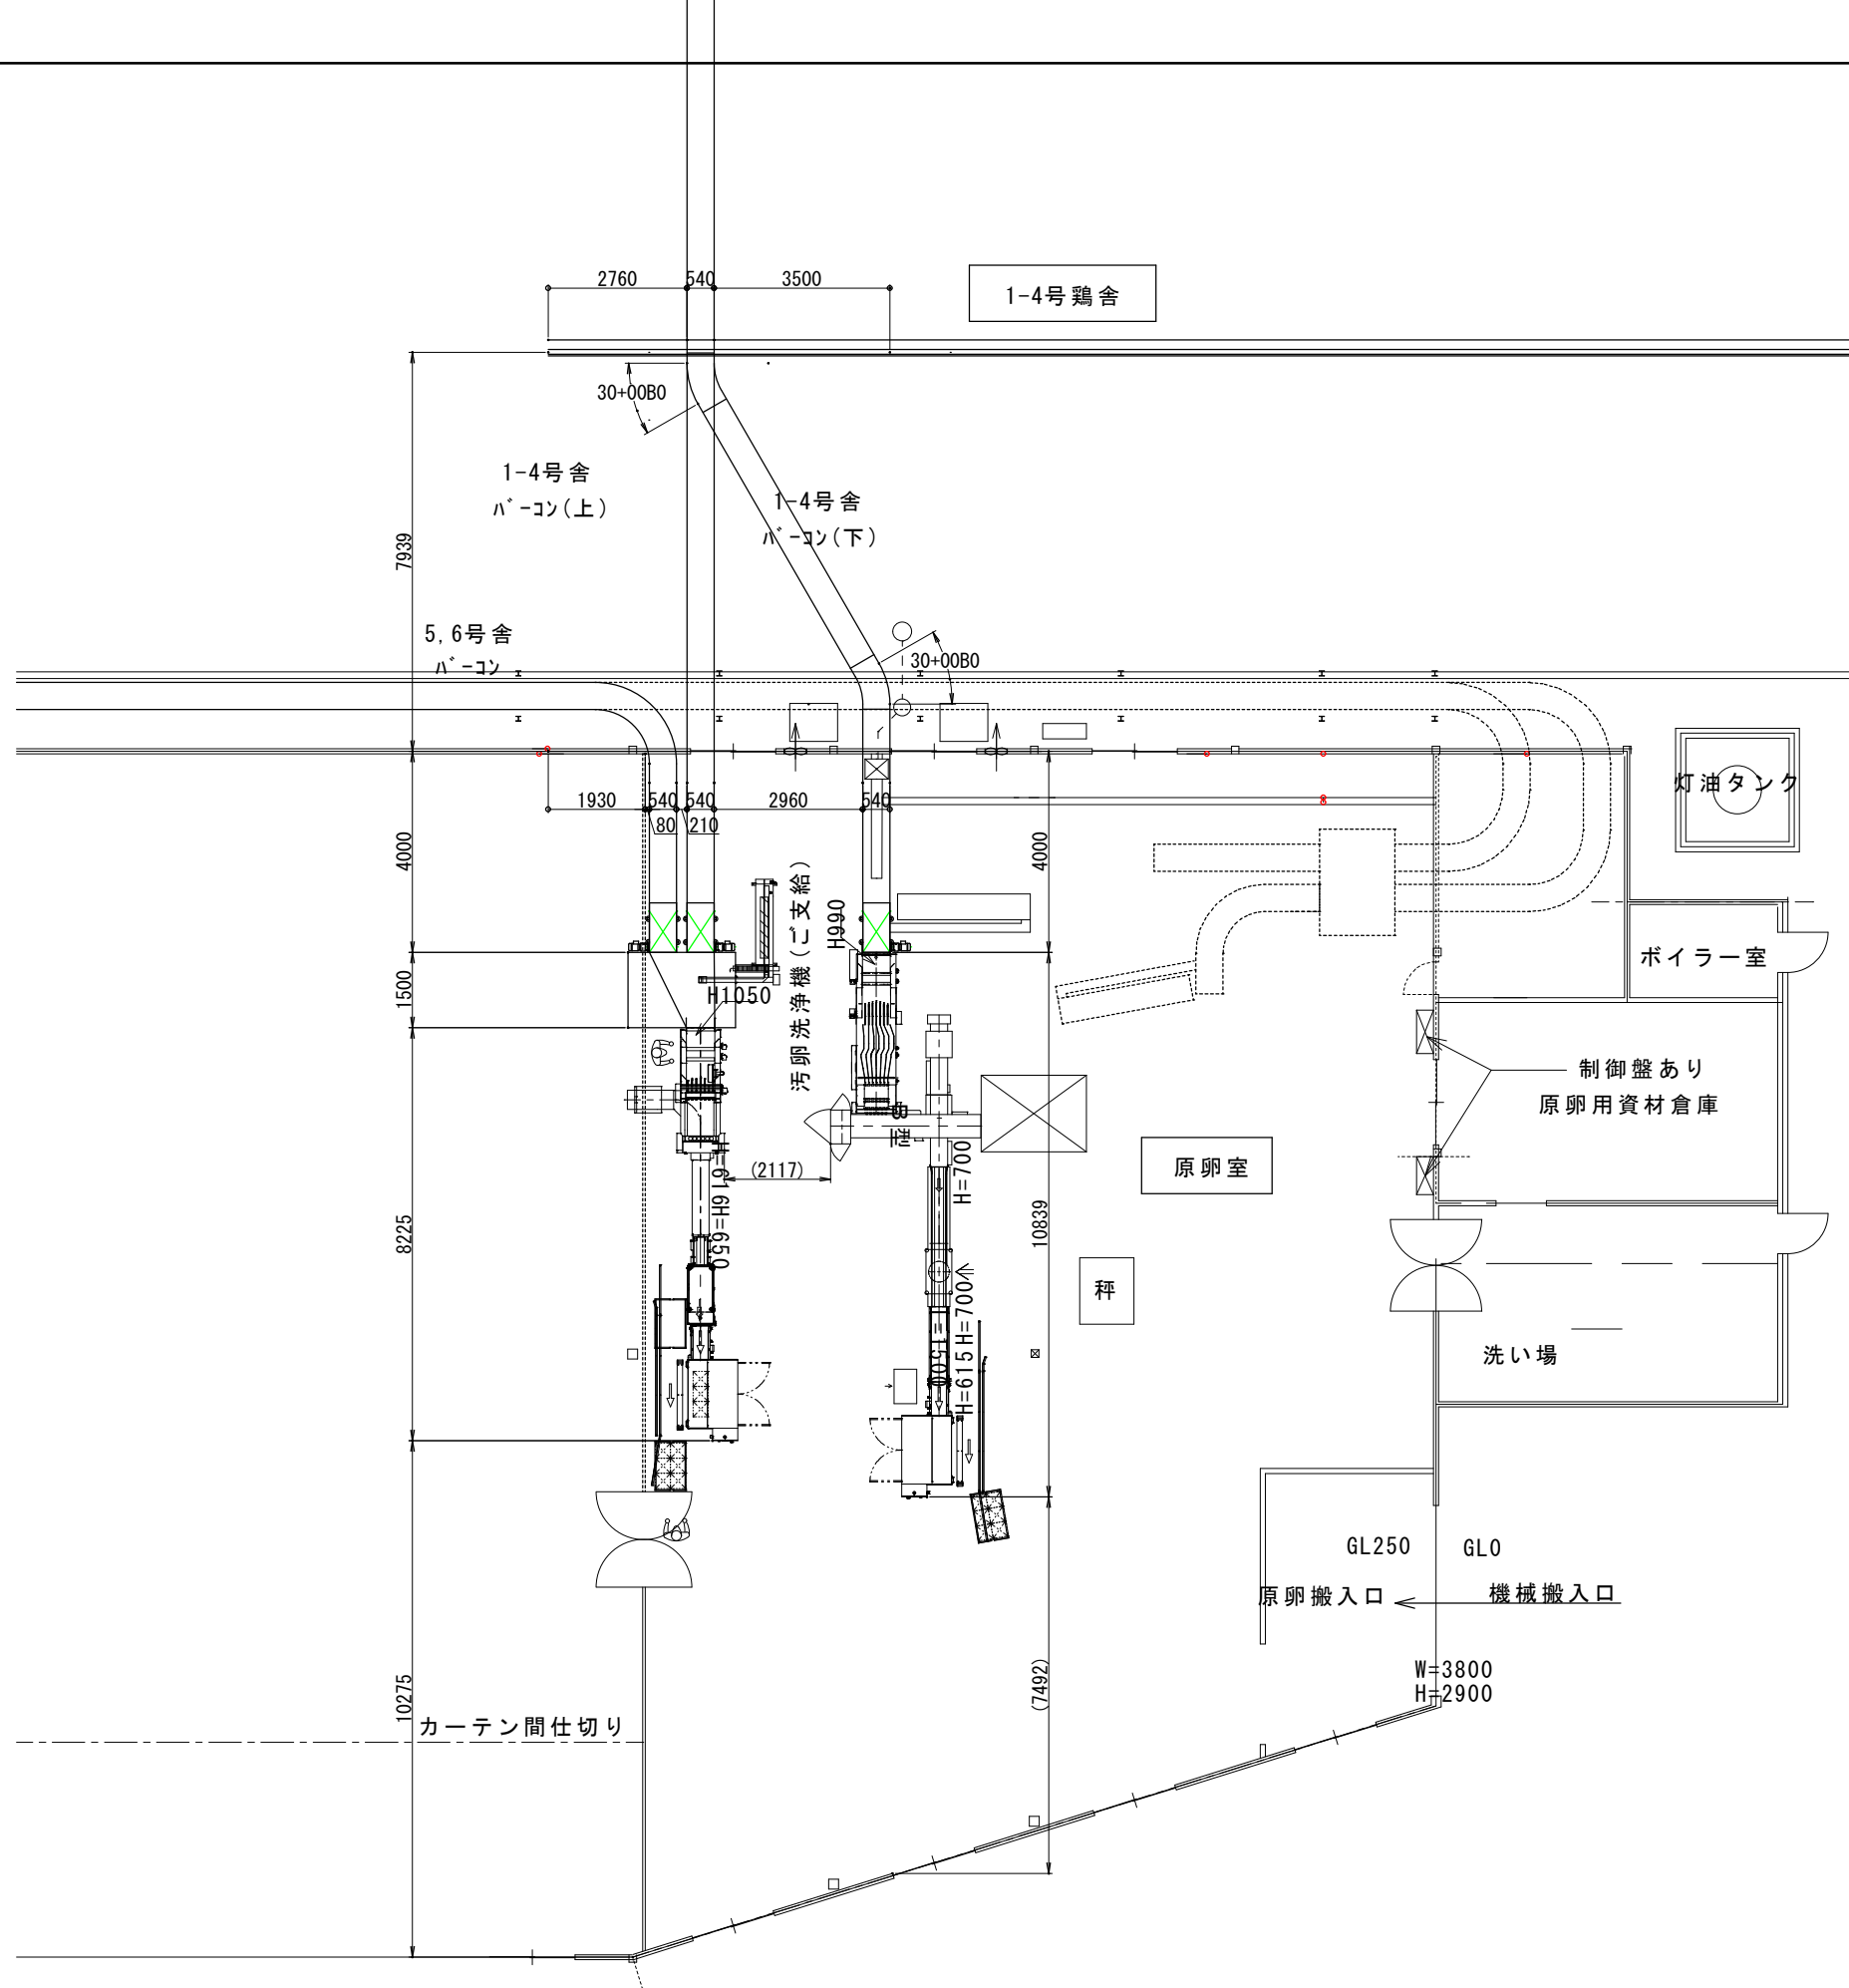 2760
540
3500
1-4号鶏舎
30+00B0
1-4号舎
バーコン(上)
1-4号舎
バーコン(下)
7939
5,6号舎
バーコン
30+00B0
灯油タンク
1930
540
540
2960
540
80
210
4000
4000
汚卵洗浄機(ご支給)
H990
ボイラー室
1500
H1050
制御盤あり
原卵用資材倉庫
B型
原卵室
(2117)
H=700
616H=650
8225
10839
秤
H=615H=700
=1500
洗い場
GL250
GL0
原卵搬入口
機械搬入口
W=3800
H=2900
10275
(7492)
カーテン間仕切り